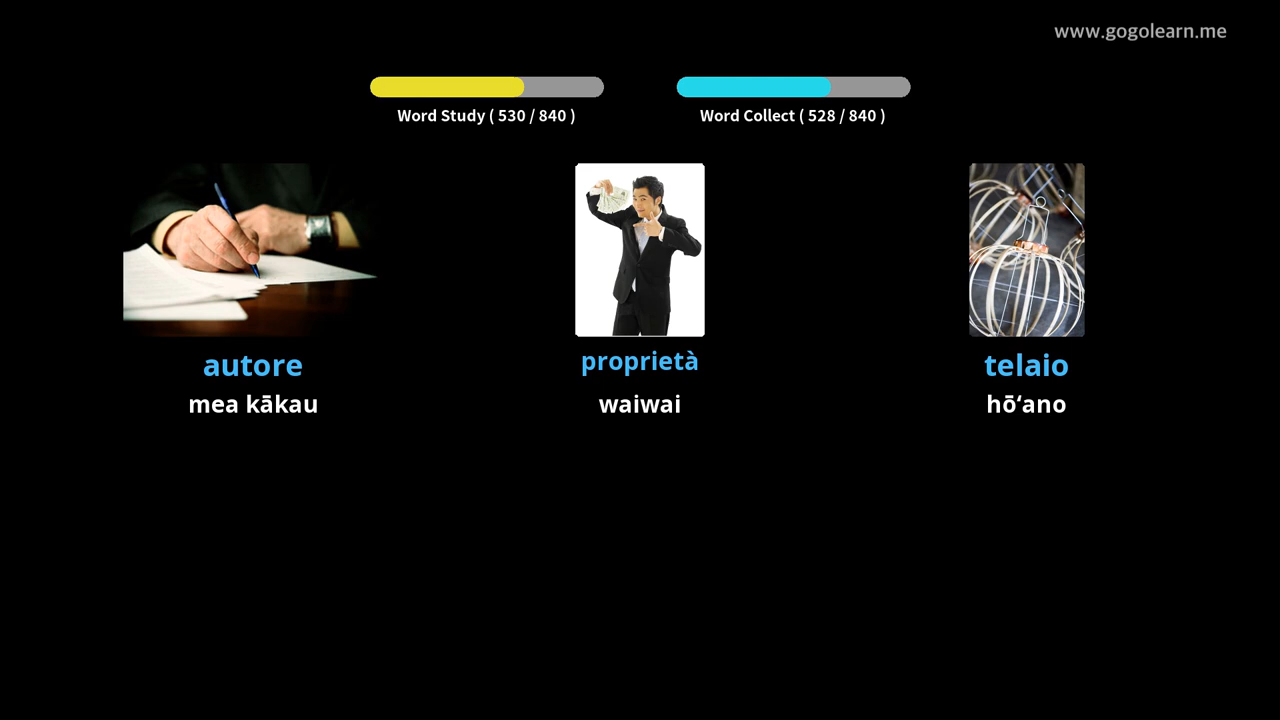 www.gogolearn.me
Word Study ( 530 / 840 )
Word Collect ( 528 / 840 )
autore
proprietà
telaio
mea kākau
waiwai
hōʻano